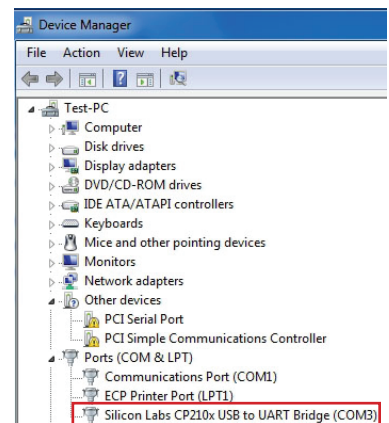 Device Manager
File Action View Help
Test-PC
Computer
Disk drives
Display adapters
DVD/CD-ROM drives
IDE ATA/ATAPI controllers
Keyboards
Mice and other pointing devices
Monitors
Network adapters
Other devices
PCI Serial Port
PCI Simple Communications Controller
Ports (COM & LPT)
Communications Port (COM1)
ECP Printer Port (LPT1)
Silicon Labs CP210x USB to UART Bridge (COM3)